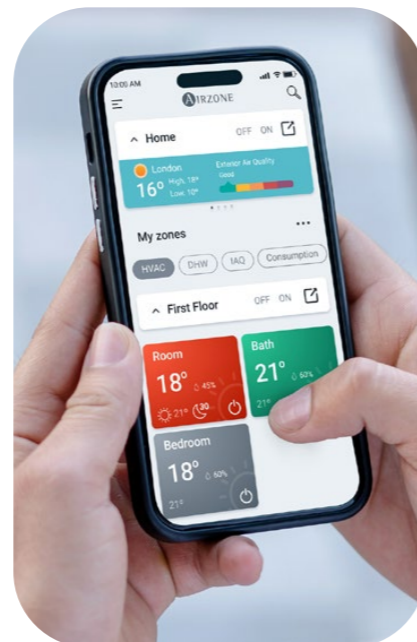 10:00 AM
AIRZONE
Home OFF ON
London
16° High, 18°
Low, 10°
Exterior Air Quality
Good
My zones
HVAC DHW IAQ Consumption
First Floor OFF ON
Room
18° 45%
21° 30
Bath
21° 60%
21°
Bedroom
18° 60%
21°